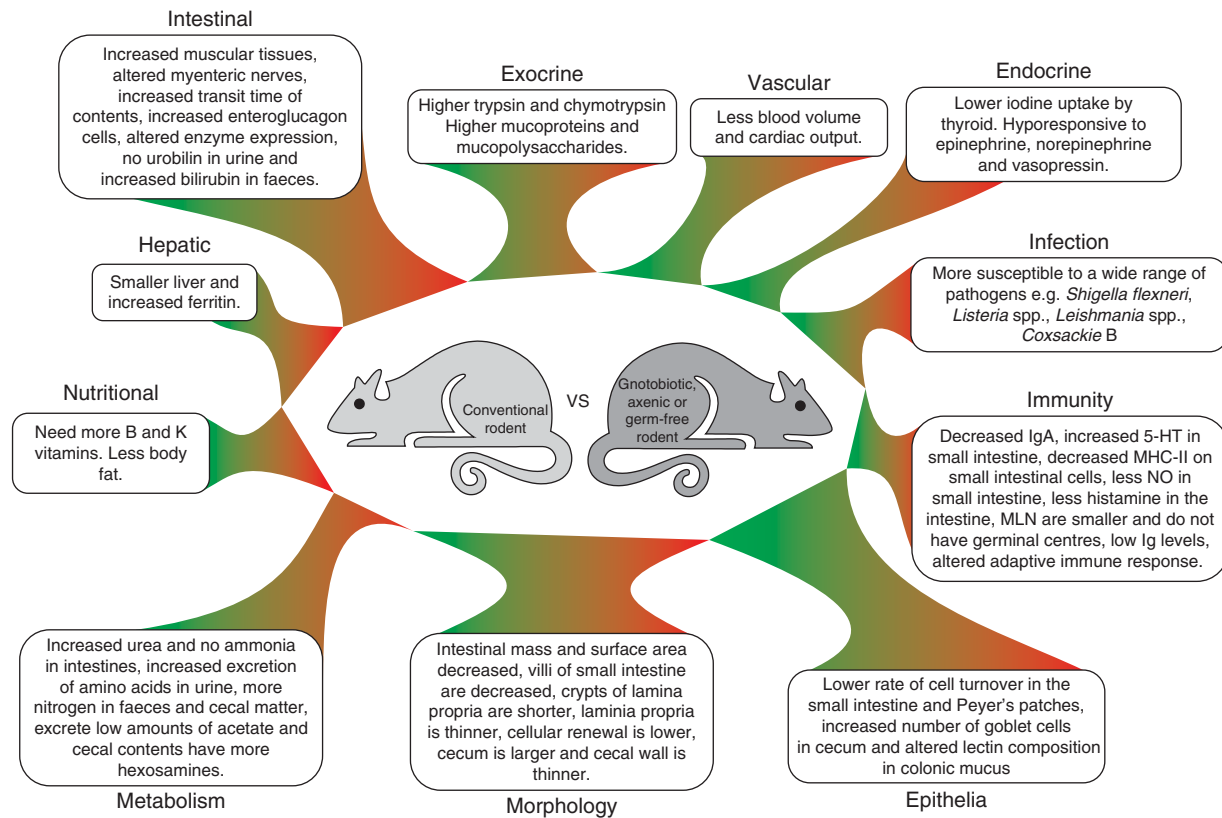 Intestinal
Increased muscular tissues,
altered myenteric nerves,
increased transit time of
contents, increased enteroglucagon
cells, altered enzyme expression,
no urobilin in urine and
increased bilirubin in faeces.
Exocrine
Higher trypsin and chymotrypsin
Higher mucoproteins and
mucopolysaccharides.
Vascular
Less blood volume
and cardiac output.
Endocrine
Lower iodine uptake by
thyroid. Hyporesponsive to
epinephrine, norepinephrine
and vasopressin.
Hepatic
Smaller liver and
increased ferritin.
Infection
More susceptible to a wide range of
pathogens e.g. Shigella flexneri,
Listeria spp., Leishmania spp.,
Coxsackie B
Nutritional
Need more B and K
vitamins. Less body
fat.
Conventional
rodent
VS
Gnotobiotic,
axenic or
germ-free
rodent
Immunity
Decreased IgA, increased 5-HT in
small intestine, decreased MHC-II on
small intestinal cells, less NO in
small intestine, less histamine in the
intestine, MLN are smaller and do not
have germinal centres, low Ig levels,
altered adaptive immune response.
Increased urea and no ammonia
in intestines, increased excretion
of amino acids in urine, more
nitrogen in faeces and cecal matter,
excrete low amounts of acetate and
cecal contents have more
hexosamines.
Metabolism
Intestinal mass and surface area
decreased, villi of small intestine
are decreased, crypts of lamina
propria are shorter, laminia propria
is thinner, cellular renewal is lower,
cecum is larger and cecal wall is
thinner.
Morphology
Lower rate of cell turnover in the
small intestine and Peyer's patches,
increased number of goblet cells
in cecum and altered lectin composition
in colonic mucus
Epithelia